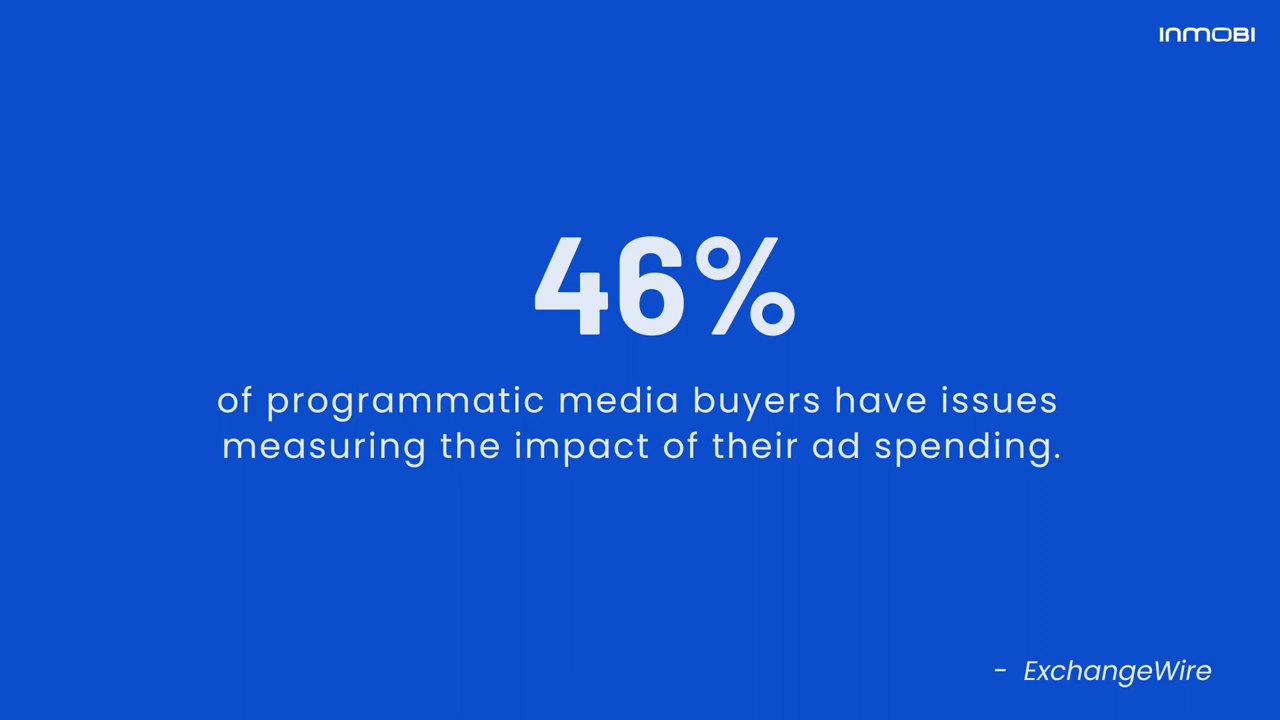 INMOBI
46%
of programmatic media buyers have issues
measuring the impact of their ad spending.
- ExchangeWire